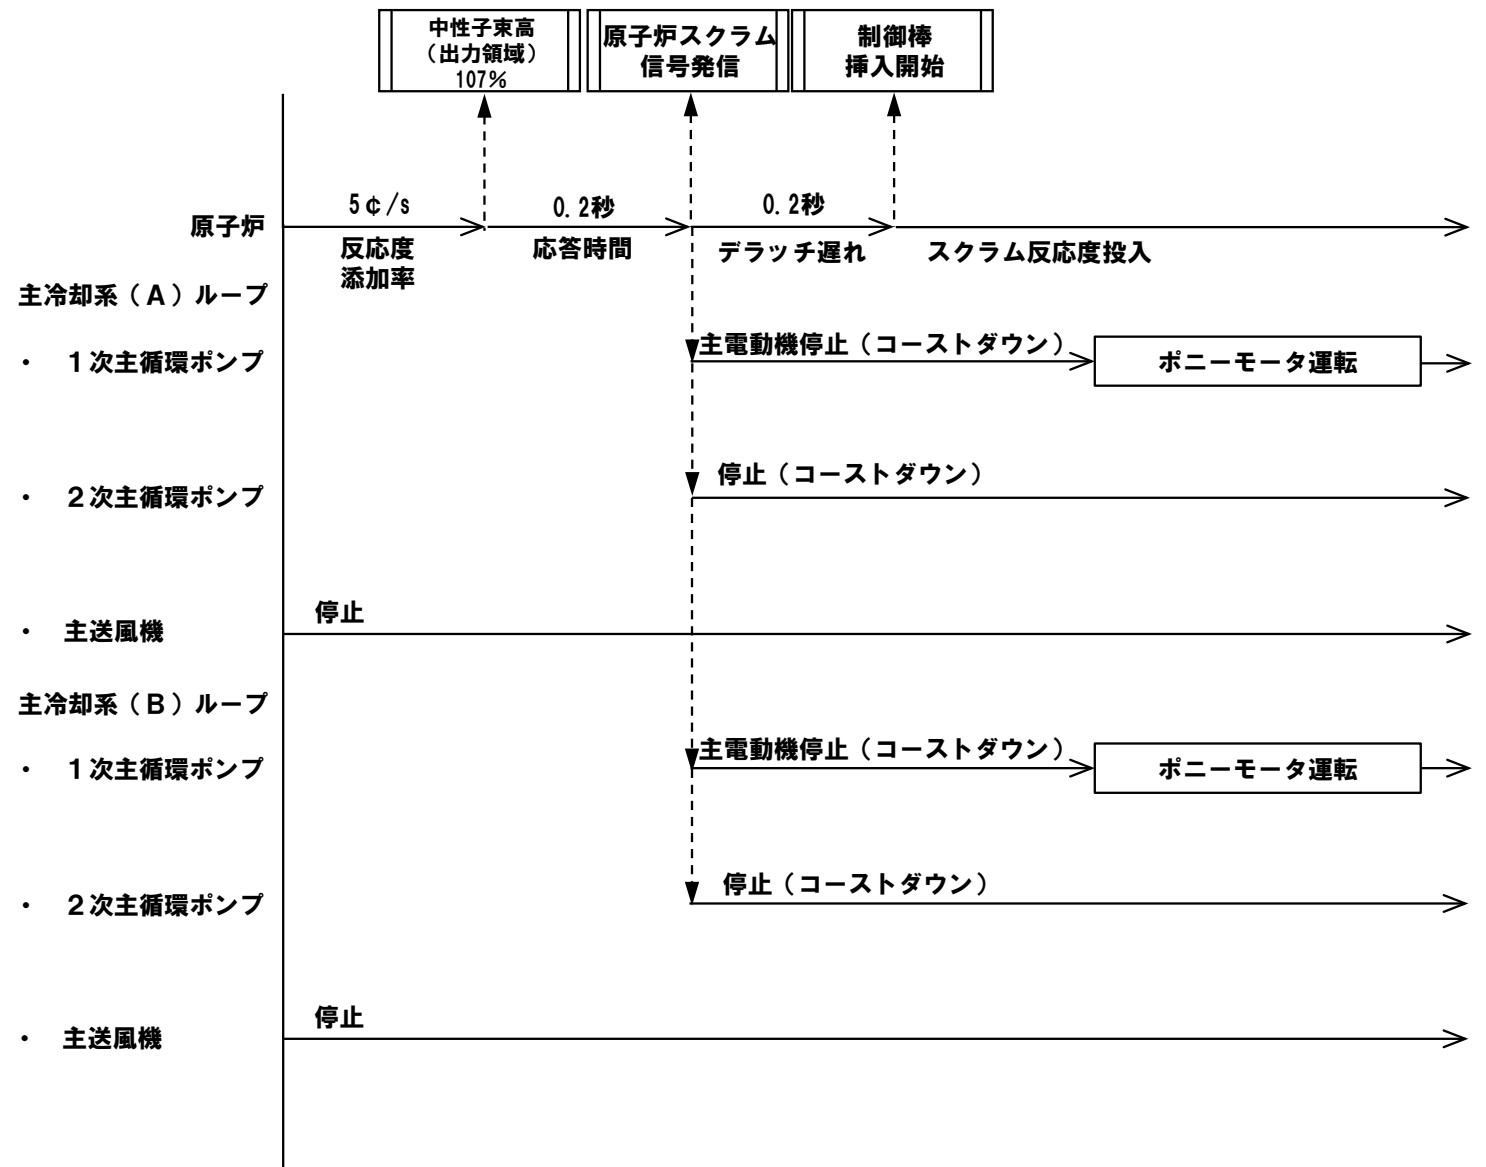 中性子束高
（出力領域）
107％
原子炉スクラム
信号発信
制御棒
挿入開始
原子炉
5￠/s
反応度
添加率
0.2秒
応答時間
0.2秒
デラッチ遅れ
スクラム反応度投入
主冷却系（Ａ）ループ
・ １次主循環ポンプ
主電動機停止（コーストダウン）
ポニーモータ運転
・ ２次主循環ポンプ
停止（コーストダウン）
・ 主送風機
停止
主冷却系（Ｂ）ループ
・ １次主循環ポンプ
主電動機停止（コーストダウン）
ポニーモータ運転
・ ２次主循環ポンプ
停止（コーストダウン）
・ 主送風機
停止